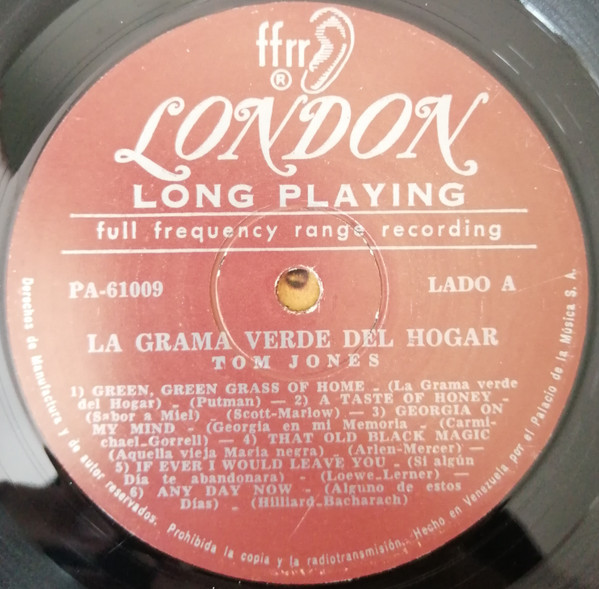 ffrr
®
LONDON
LONG PLAYING
full frequency range recording
PA-61009
LADO A
LA GRAMA VERDE DEL HOGAR
TOM JONES
1) GREEN, GREEN GRASS OF HOME - (La Grama verde
del Hogar) - (Putman) - 2) A TASTE OF HONEY -
(Sabor a Miel) - (Scott-Marlow) - 3) GEORGIA ON
MY MIND - (Georgia en mi Memoria - (Carmi-
chael-Gorrell) - 4) THAT OLD BLACK MAGIC
(Aquella vieja Maria negra) - (Arlen-Mercer) -
5) IF EVER I WOULD LEAVE YOU - (Si algún
Día te abandonara) - (Loewe-Lerner) -
6) ANY DAY NOW - (Alguno de estos
Días) - (Hilliard-Bacharach)
Derechos de Manufactura y de autor reservados. Prohibida la copia y la radiotransmisión. Hecho en Venezuela por el Palacio de la Música S. A.